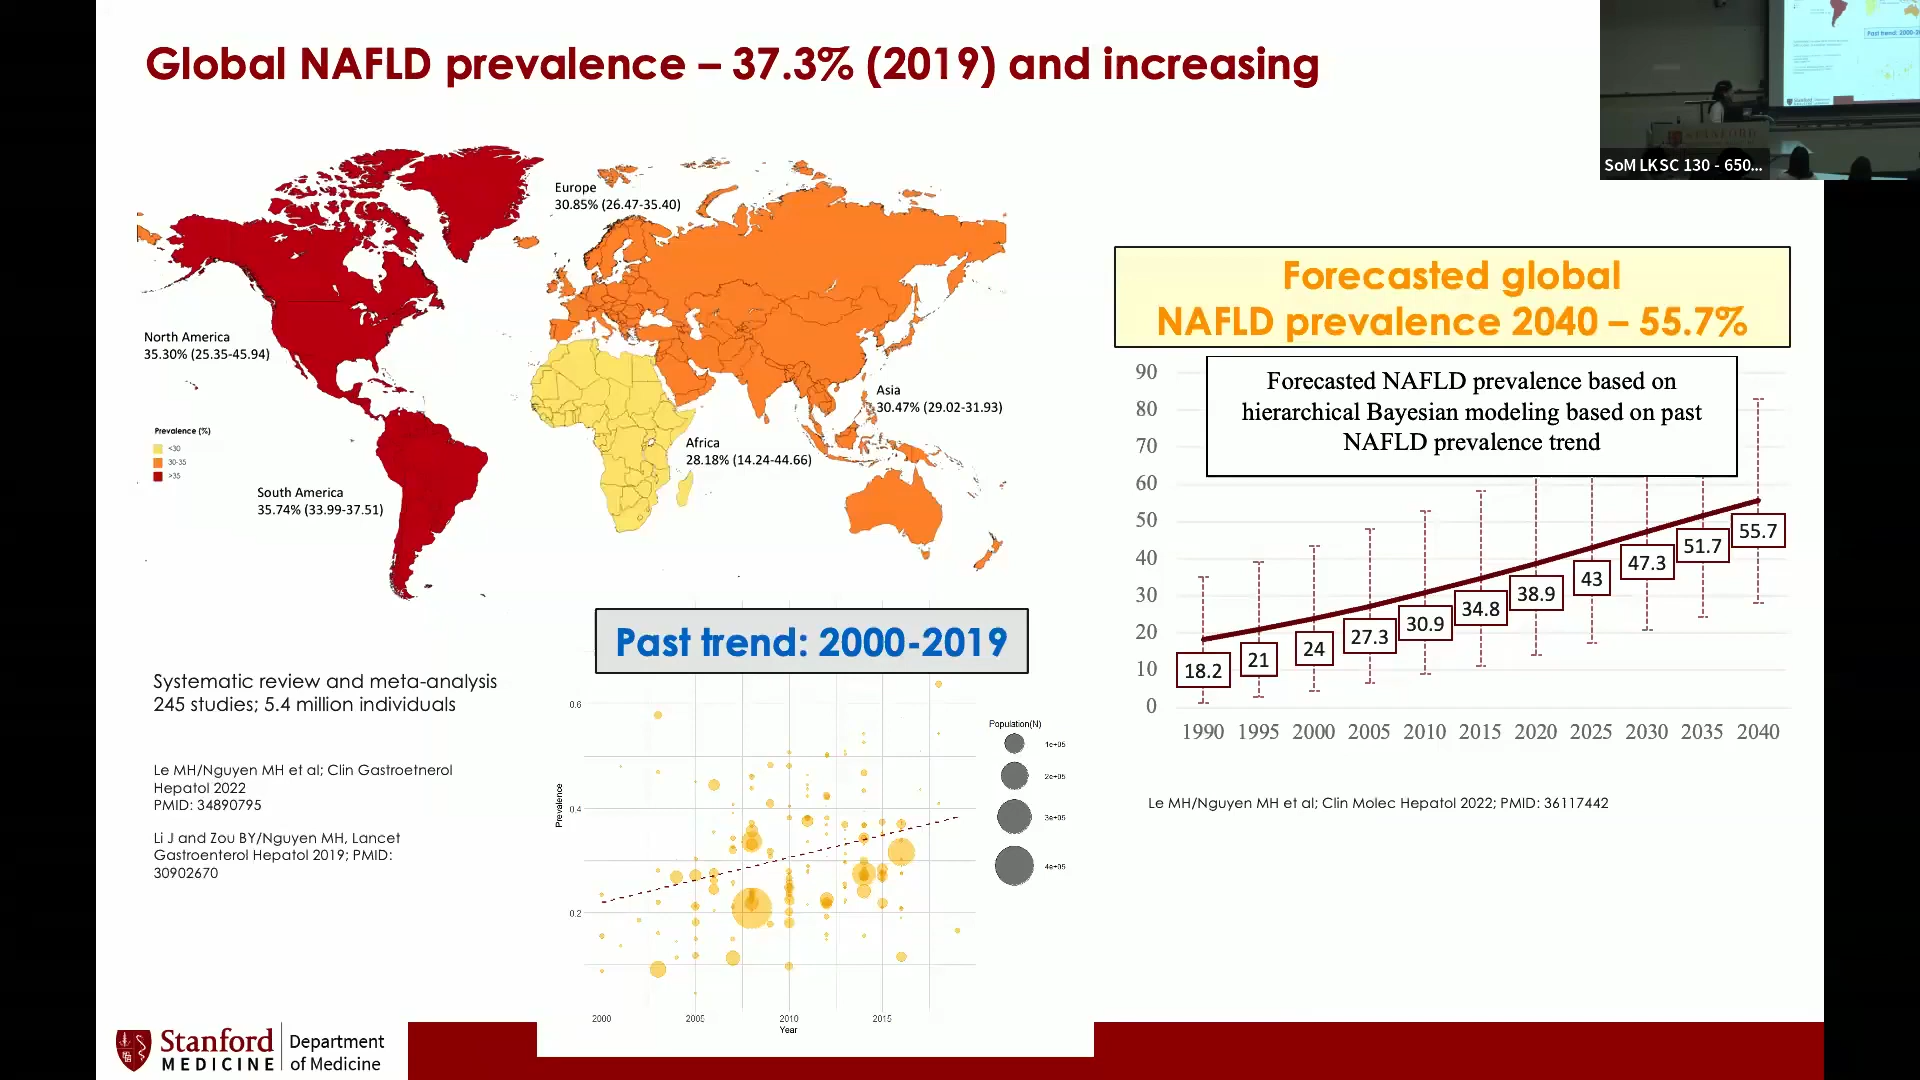 Global NAFLD prevalence – 37.3% (2019) and increasing
SoM LKSC 130 - 650...
Europe
30.85% (26.47-35.40)
North America
35.30% (25.35-45.94)
Asia
30.47% (29.02-31.93)
Africa
28.18% (14.24-44.66)
South America
35.74% (33.99-37.51)
Prevalence (%)
<30
30-35
>35
Forecasted global
NAFLD prevalence 2040 – 55.7%
Forecasted NAFLD prevalence based on
hierarchical Bayesian modeling based on past
NAFLD prevalence trend
90
80
70
60
50
40
30
20
10
0
18.2
21
24
27.3
30.9
34.8
38.9
43
47.3
51.7
55.7
1990 1995 2000 2005 2010 2015 2020 2025 2030 2035 2040
Le MH/Nguyen MH et al; Clin Molec Hepatol 2022; PMID: 36117442
Past trend: 2000-2019
Past trend: 2000-2
0.6
0.4
0.2
Prevalence
2000 2005 2010 2015
Year
Population(N)
1e+05
2e+05
3e+05
4e+05
Systematic review and meta-analysis
245 studies; 5.4 million individuals
Le MH/Nguyen MH et al; Clin Gastroetnerol
Hepatol 2022
PMID: 34890795
Li J and Zou BY/Nguyen MH, Lancet
Gastroenterol Hepatol 2019; PMID:
30902670
Stanford
MEDICINE
Department
of Medicine
STANFORD